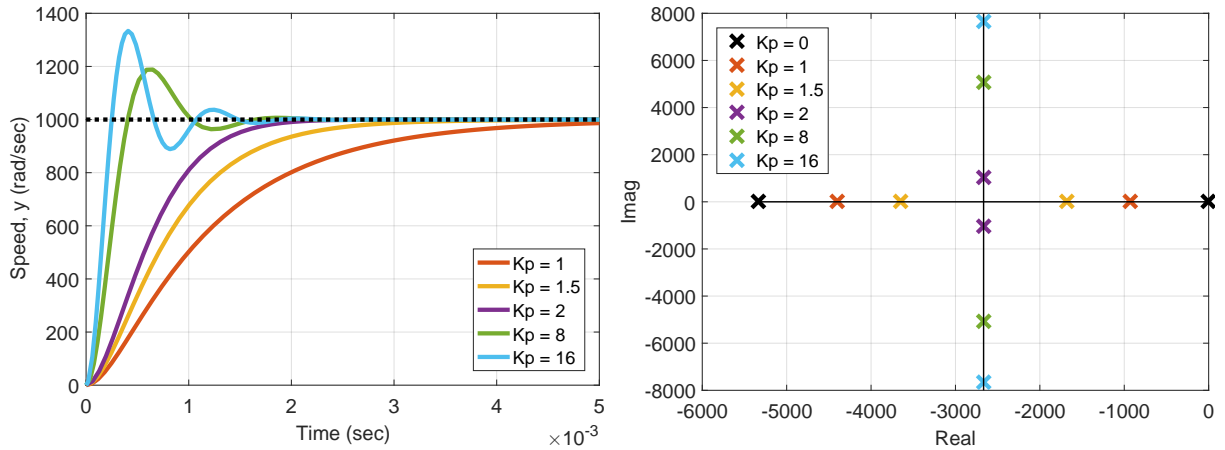 1400
1200
1000
800
600
400
200
0
Speed, y (rad/sec)
Kp = 1
Kp = 1.5
Kp = 2
Kp = 8
Kp = 16
0 1 2 3 4 5
Time (sec)
×10⁻³
8000
6000
4000
2000
0
-2000
-4000
-6000
-8000
Imag
Kp = 0
Kp = 1
Kp = 1.5
Kp = 2
Kp = 8
Kp = 16
-6000 -5000 -4000 -3000 -2000 -1000 0
Real